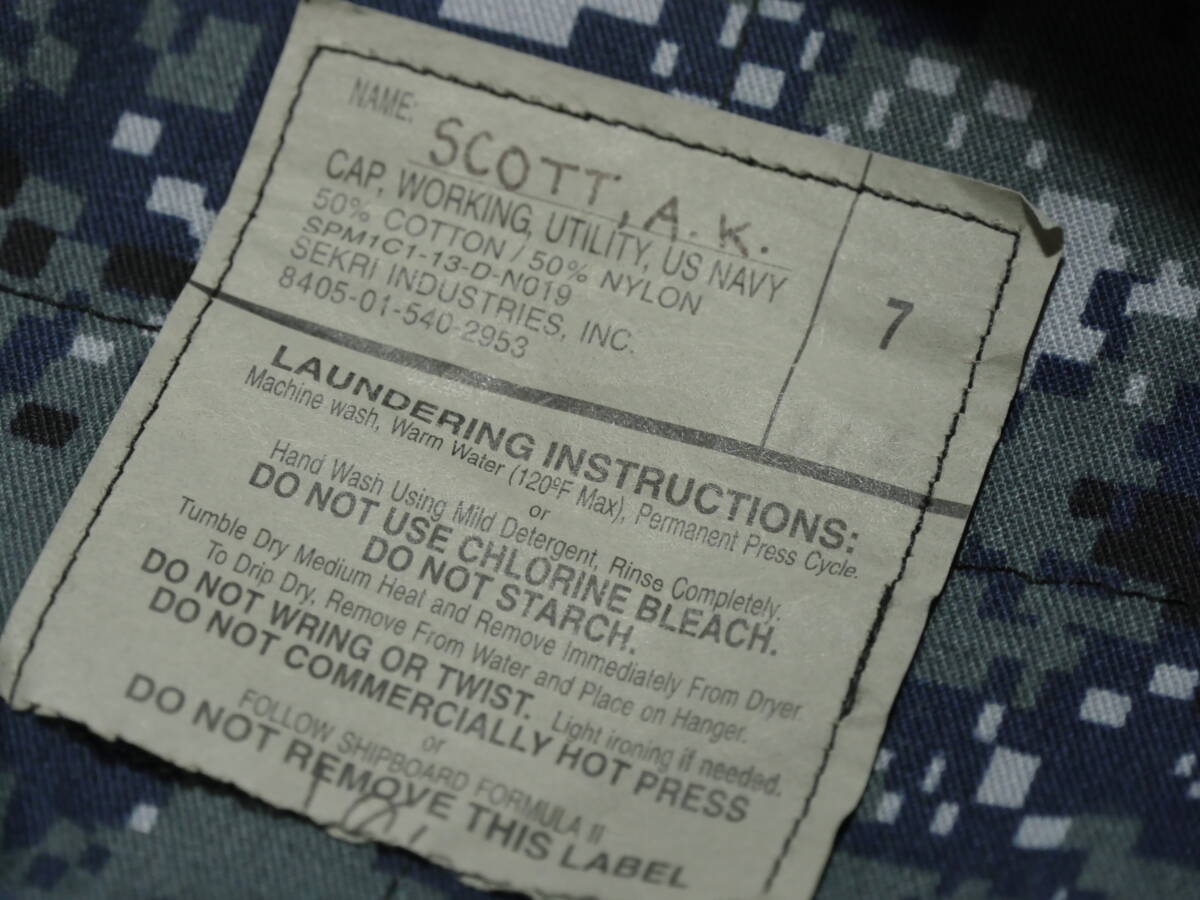 NAME: SCOTT, A.K.
CAP, WORKING, UTILITY, US NAVY
50% COTTON / 50% NYLON
SPM1C1-13-D-N019
SEKRI INDUSTRIES, INC.
8405-01-540-2953
7
LAUNDERING INSTRUCTIONS:
Machine wash, Warm Water (120ºF Max), Permanent Press Cycle.
or
Hand Wash Using Mild Detergent, Rinse Completely.
DO NOT USE CHLORINE BLEACH.
DO NOT STARCH.
Tumble Dry Medium Heat and Remove Immediately From Dryer.
To Drip Dry, Remove From Water and Place on Hanger.
DO NOT WRING OR TWIST. Light ironing if needed.
DO NOT COMMERCIALLY HOT PRESS
or
FOLLOW SHIPBOARD FORMULA II
DO NOT REMOVE THIS LABEL